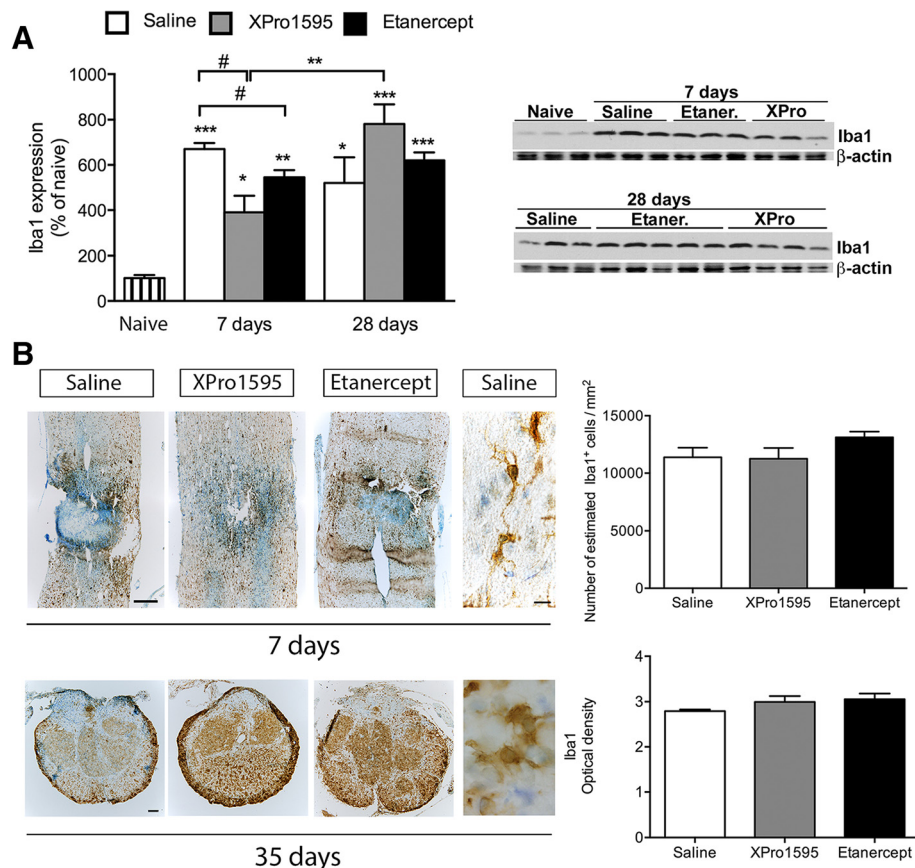 Saline XPro1595 Etanercept
A
Iba1 expression
(% of naive)
1000
800
600
400
200
0
#
**
#
***
*
**
*
***
***
Naive 7 days 28 days
7 days
Naive Saline Etaner. XPro
Iba1
β-actin
28 days
Saline Etaner. XPro
Iba1
β-actin
B
Saline XPro1595 Etanercept Saline
7 days
Number of estimated Iba1⁺ cells / mm²
15000
10000
5000
0
Saline XPro1595 Etanercept
35 days
Iba1
Optical density
4
3
2
1
0
Saline XPro1595 Etanercept